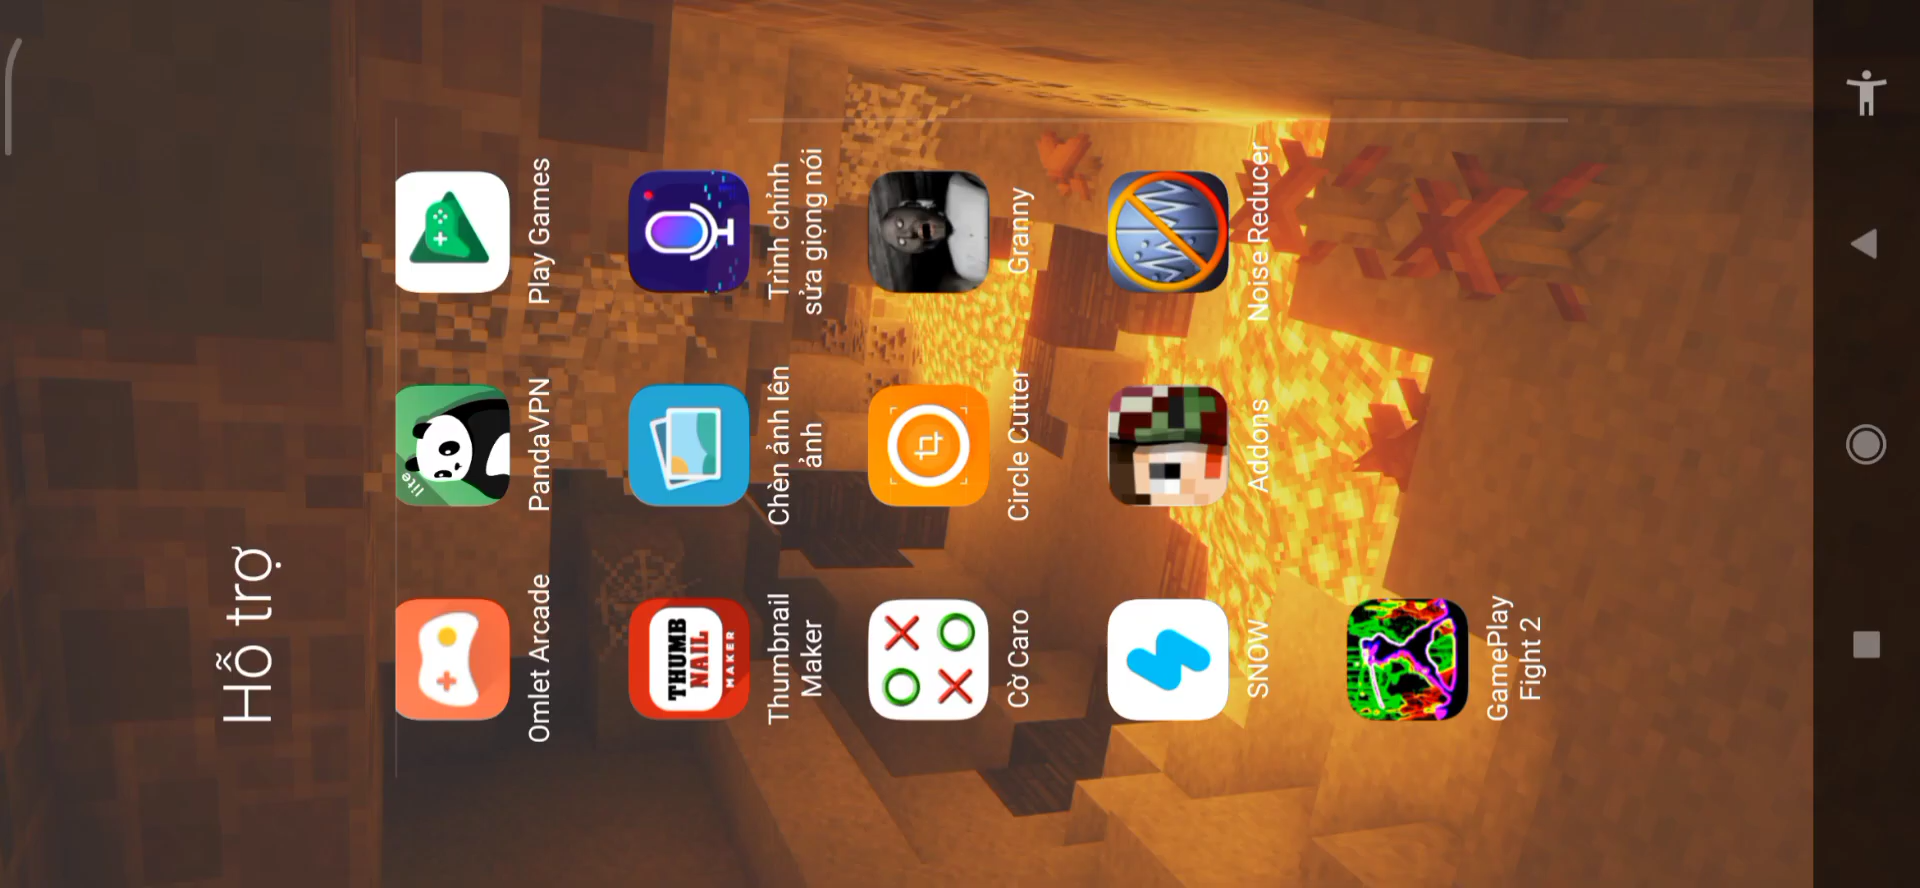 Hỗ trợ
Omlet Arcade
lite
PandaVPN
Play Games
THUMB
NAIL
MAKER
Thumbnail
Maker
Chèn ảnh lên
ảnh
Trình chỉnh
sửa giọng nói
Cờ Caro
Circle Cutter
Granny
SNOW
Addons
Noise Reducer
GamePlay
Fight 2